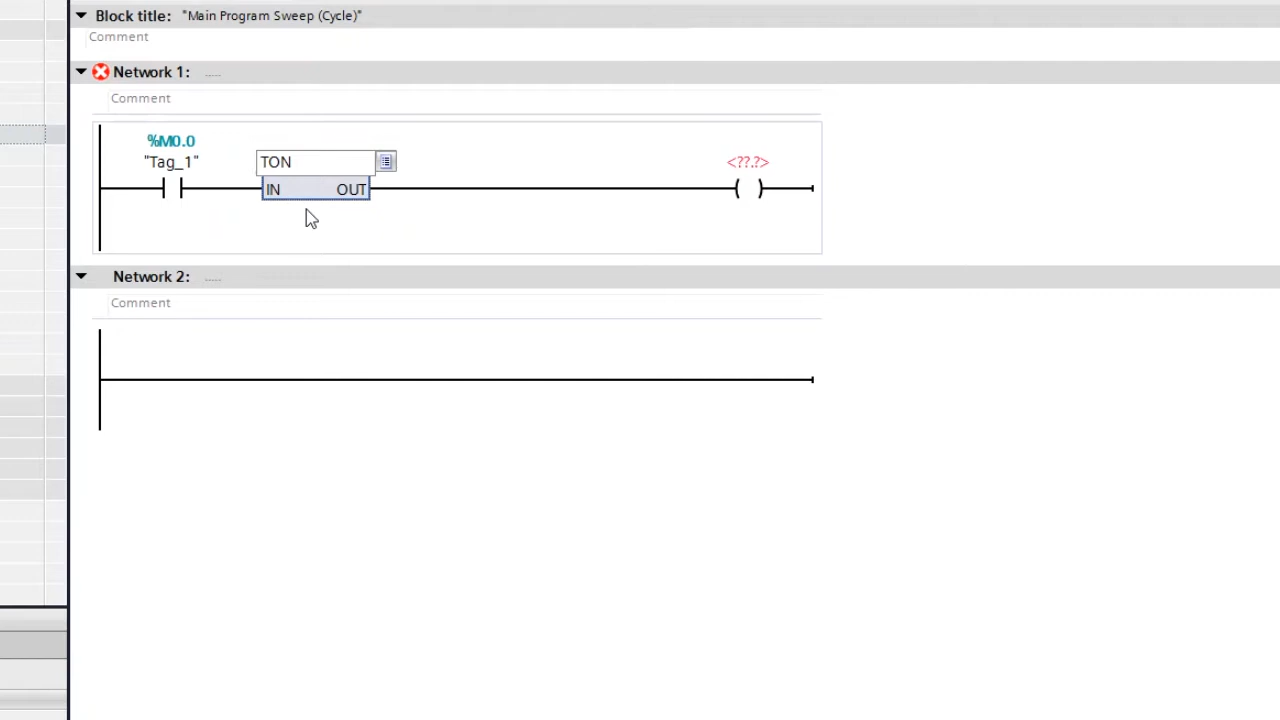 Block title: "Main Program Sweep (Cycle)"
Comment
Network 1: .....
Comment
%M0.0
"Tag_1"
TON
<??.?>
IN OUT
Network 2: .....
Comment